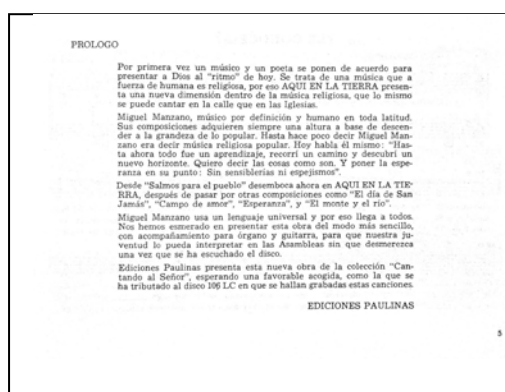 PROLOGO
Por primera vez un músico y un poeta se ponen de acuerdo para
presentar a Dios al "ritmo" de hoy. Se trata de una música que a
fuerza de humana es religiosa, por eso AQUI EN LA TIERRA presen-
ta una nueva dimensión dentro de la música religiosa, que lo mismo
se puede cantar en la calle que en las Iglesias.
Miguel Manzano, músico por definición y humano en toda latitud.
Sus composiciones adquieren siempre una altura a base de descen-
der a la grandeza de lo popular. Hasta hace poco decir Miguel Man-
zano era decir música religiosa popular. Hoy habla él mismo: "Has-
ta ahora todo fue un aprendizaje, recorrí un camino y descubrí un
nuevo horizonte. Quiero decir las cosas como son. Y poner la espe-
ranza en su punto: Sin sensiblerías ni espejismos".
Desde "Salmos para el pueblo" desemboca ahora en AQUI EN LA TIE-
RRA, después de pasar por otras composiciones como "El día de San
Jamás", "Campo de amor", "Esperanza", y "El monte y el río".
Miguel Manzano usa un lenguaje universal y por eso llega a todos.
Nos hemos esmerado en presentar esta obra del modo más sencillo,
con acompañamiento para órgano y guitarra, para que nuestra ju-
ventud lo pueda interpretar en las Asambleas sin que desmerezca
una vez que se ha escuchado el disco.
Ediciones Paulinas presenta esta nueva obra de la colección "Can-
tando al Señor", esperando una favorable acogida, como la que se
ha tributado al disco 106 LC en que se hallan grabadas estas canciones.
EDICIONES PAULINAS
5